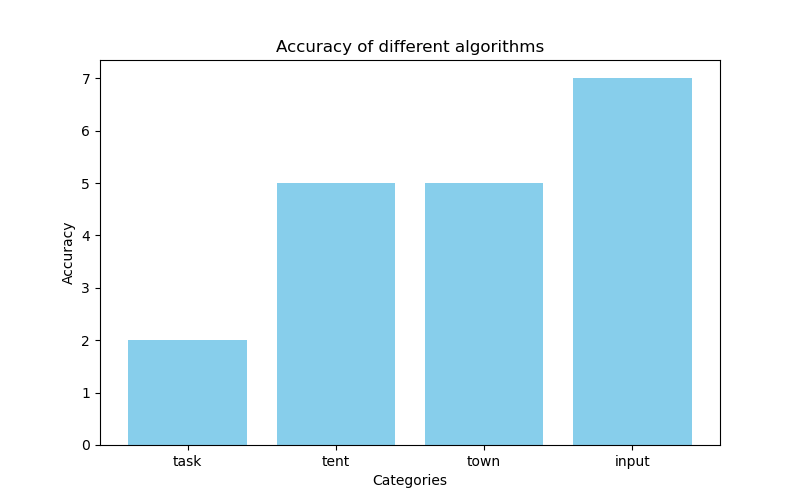 Accuracy of different algorithms
Accuracy
7
6
5
4
3
2
1
0
task tent town input
Categories